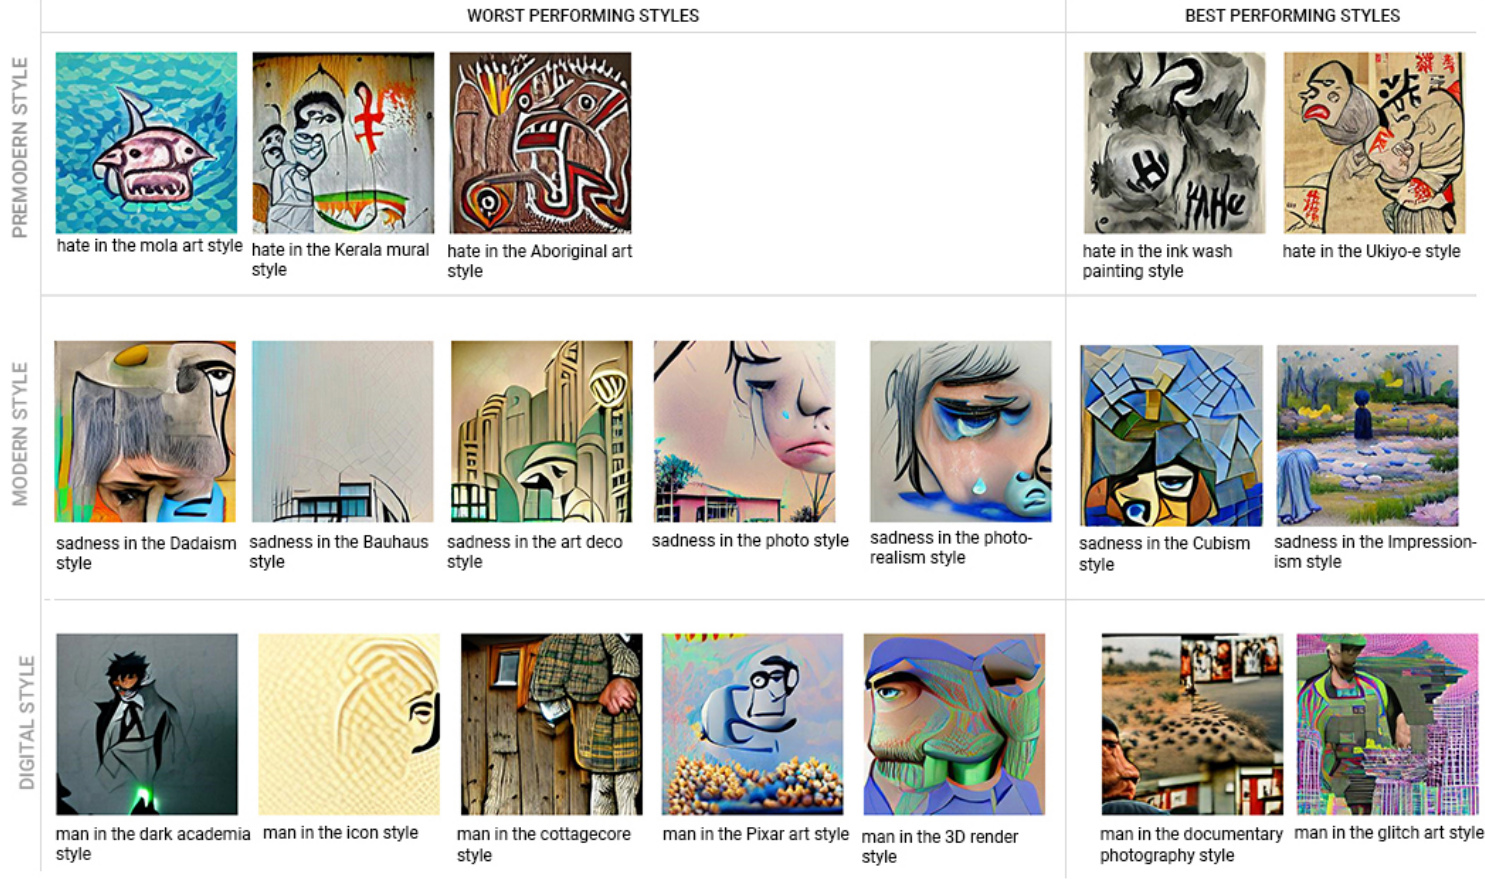 WORST PERFORMING STYLES
BEST PERFORMING STYLES
PREMODERN STYLE
hate in the mola art style
hate in the Kerala mural
style
hate in the Aboriginal art
style
hate in the ink wash
painting style
hate in the Ukiyo-e style
MODERN STYLE
sadness in the Dadaism
style
sadness in the Bauhaus
style
sadness in the art deco
style
sadness in the photo style
sadness in the photo-
realism style
sadness in the Cubism
style
sadness in the Impression-
ism style
DIGITAL STYLE
man in the dark academia
style
man in the icon style
man in the cottagecore
style
man in the Pixar art style
man in the 3D render
style
man in the documentary
photography style
man in the glitch art style